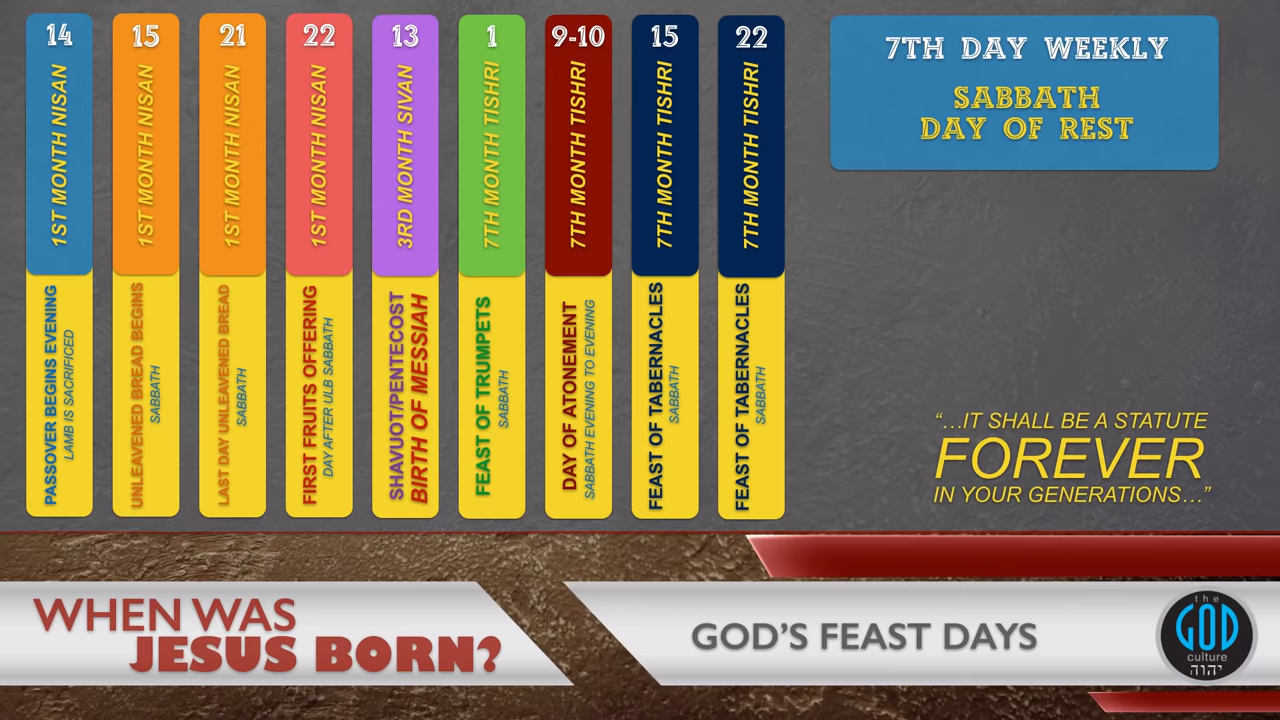 14
1ST MONTH NISAN
PASSOVER BEGINS EVENING
LAMB IS SACRIFICED
15
1ST MONTH NISAN
UNLEAVENED BREAD BEGINS
SABBATH
21
1ST MONTH NISAN
LAST DAY UNLEAVENED BREAD
SABBATH
22
1ST MONTH NISAN
FIRST FRUITS OFFERING
DAY AFTER ULB SABBATH
13
3RD MONTH SIVAN
SHAVUOT/PENTECOST
BIRTH OF MESSIAH
1
7TH MONTH TISHRI
FEAST OF TRUMPETS
SABBATH
9-10
7TH MONTH TISHRI
DAY OF ATONEMENT
SABBATH EVENING TO EVENING
15
7TH MONTH TISHRI
FEAST OF TABERNACLES
SABBATH
22
7TH MONTH TISHRI
FEAST OF TABERNACLES
SABBATH
7TH DAY WEEKLY
SABBATH
DAY OF REST
“...IT SHALL BE A STATUTE
FOREVER
IN YOUR GENERATIONS...”
WHEN WAS
JESUS BORN?
GOD’S FEAST DAYS
the
GOD
culture
יהוה